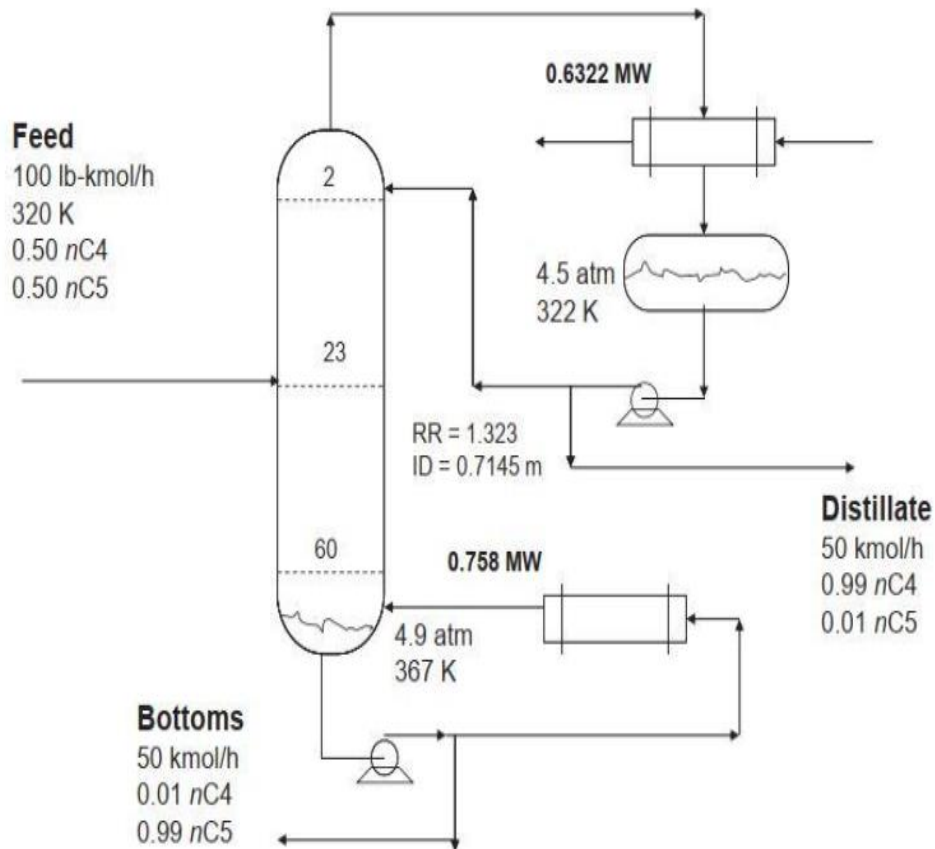 0.6322 MW
Feed
100 lb-kmol/h
320 K
0.50 nC4
0.50 nC5
2
4.5 atm
322 K
23
RR = 1.323
ID = 0.7145 m
Distillate
50 kmol/h
0.99 nC4
0.01 nC5
60
0.758 MW
4.9 atm
367 K
Bottoms
50 kmol/h
0.01 nC4
0.99 nC5